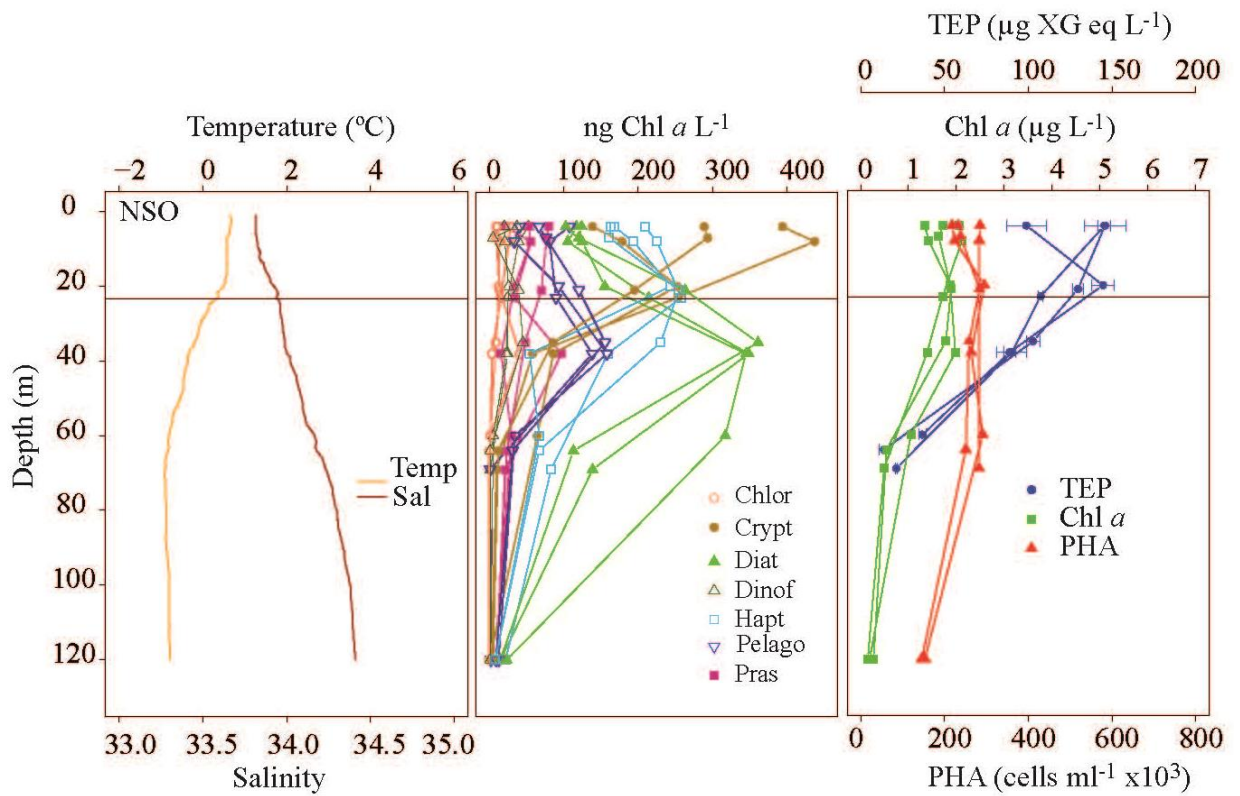 TEP (µg XG eq L-1)
0 50 100 150 200
Temperature (ºC)
ng Chl a L-1
Chl a (µg L-1)
−2 0 2 4 6
0 100 200 300 400
0 1 2 3 4 5 6 7
NSO
0
20
40
60
80
100
120
Depth (m)
Temp
Sal
Chlor
Crypt
Diat
Dinof
Hapt
Pelago
Pras
TEP
Chl a
PHA
33.0 33.5 34.0 34.5 35.0
Salinity
0 200 400 600 800
PHA (cells ml-1 x103)